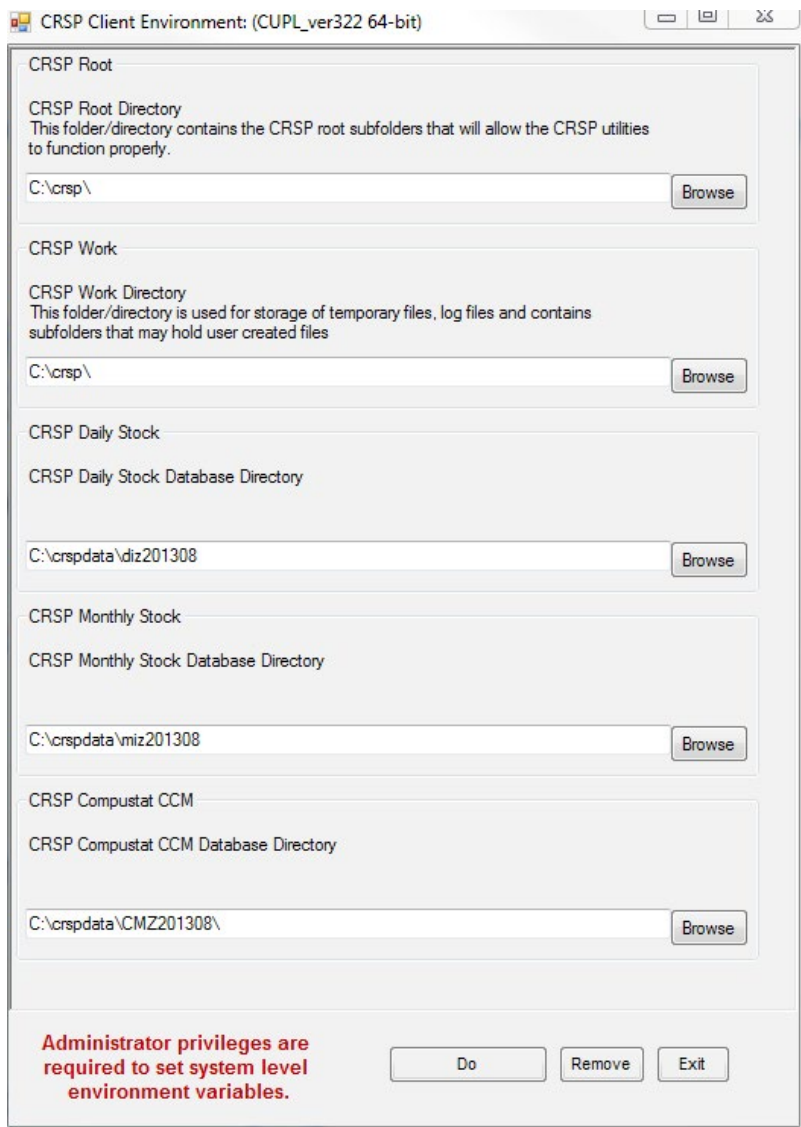 CRSP Client Environment: (CUPL_ver322 64-bit)
CRSP Root
CRSP Root Directory
This folder/directory contains the CRSP root subfolders that will allow the CRSP utilities
to function properly.
C:\crsp\
Browse
CRSP Work
CRSP Work Directory
This folder/directory is used for storage of temporary files, log files and contains
subfolders that may hold user created files
C:\crsp\
Browse
CRSP Daily Stock
CRSP Daily Stock Database Directory
C:\crspdata\diz201308
Browse
CRSP Monthly Stock
CRSP Monthly Stock Database Directory
C:\crspdata\miz201308
Browse
CRSP Compustat CCM
CRSP Compustat CCM Database Directory
C:\crspdata\CMZ201308\
Browse
Administrator privileges are
required to set system level
environment variables.
Do
Remove
Exit